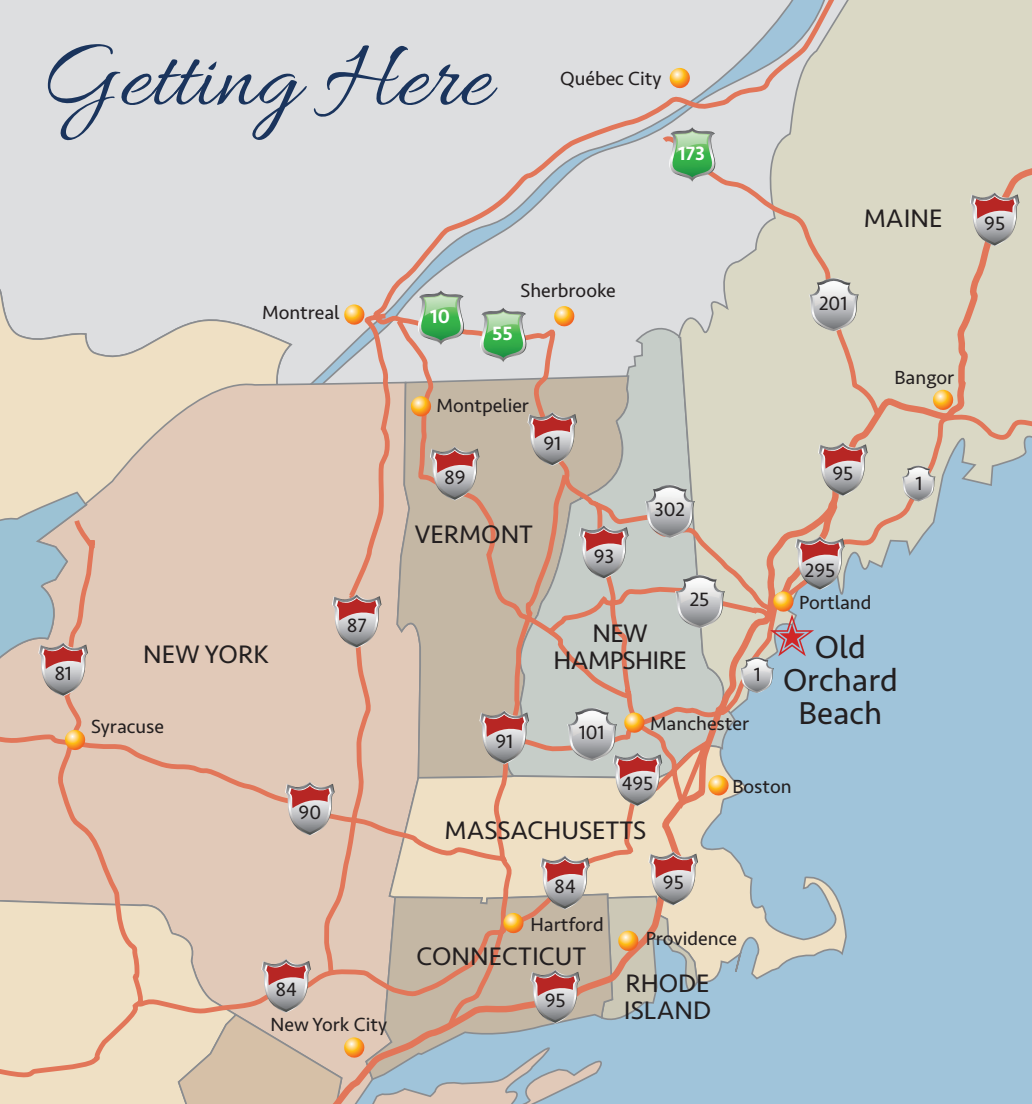 Getting Here
Québec City
173
MAINE
95
201
Sherbrooke
Montreal
10
55
Bangor
Montpelier
91
89
95
1
302
VERMONT
93
295
25
Portland
87
NEW
HAMPSHIRE
NEW YORK
81
1
Old
Orchard
Beach
Syracuse
91
101
Manchester
495
Boston
90
MASSACHUSETTS
84
95
Hartford
Providence
CONNECTICUT
84
95
RHODE
ISLAND
New York City